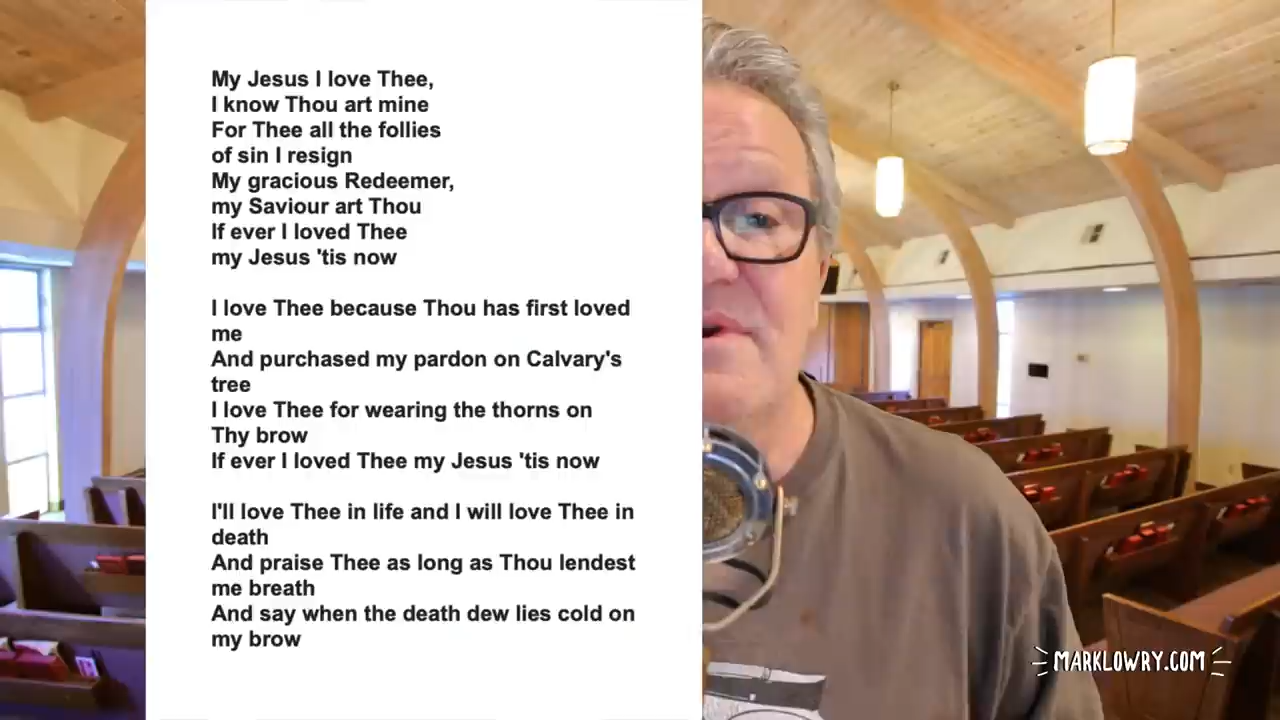 My Jesus I love Thee,
I know Thou art mine
For Thee all the follies
of sin I resign
My gracious Redeemer,
my Saviour art Thou
If ever I loved Thee
my Jesus 'tis now
I love Thee because Thou has first loved
me
And purchased my pardon on Calvary's
tree
I love Thee for wearing the thorns on
Thy brow
If ever I loved Thee my Jesus 'tis now
I'll love Thee in life and I will love Thee in
death
And praise Thee as long as Thou lendest
me breath
And say when the death dew lies cold on
my brow
MARKLOWRY.COM